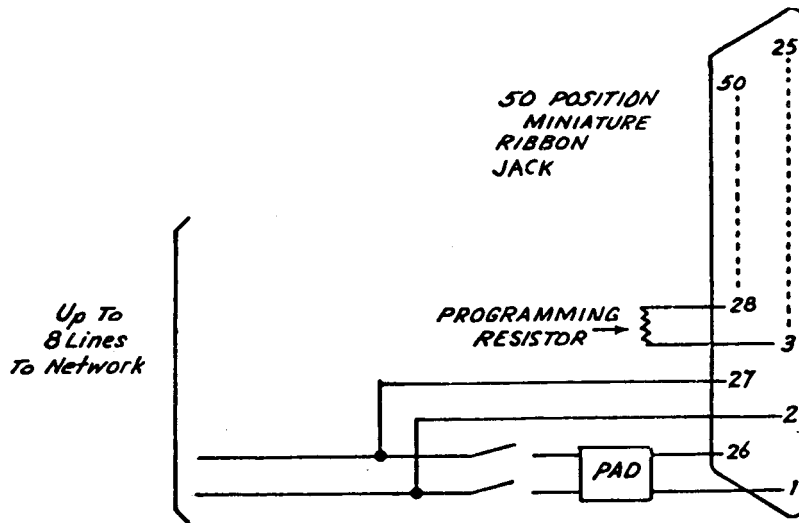 25
50
50 POSITION
MINIATURE
RIBBON
JACK
Up To
8 Lines
To Network
PROGRAMMING
RESISTOR
28
3
27
2
26
PAD
1